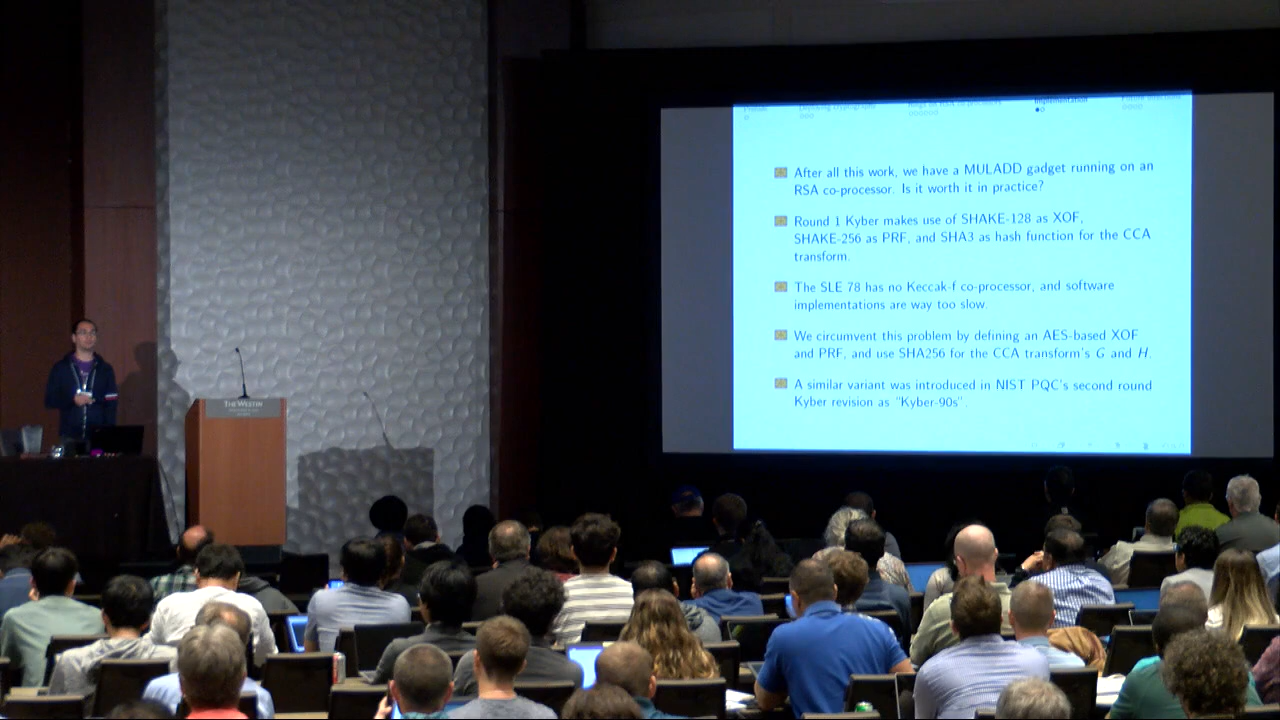 Implementation
After all this work, we have a MULADD gadget running on an
RSA co-processor. Is it worth it in practice?
Round 1 Kyber makes use of SHAKE-128 as XOF,
SHAKE-256 as PRF, and SHA3 as hash function for the CCA
transform.
The SLE 78 has no Keccak-f co-processor, and software
implementations are way too slow.
We circumvent this problem by defining an AES-based XOF
and PRF, and use SHA256 for the CCA transform's G and H.
A similar variant was introduced in NIST PQC's second round
Kyber revision as "Kyber-90s".
THE WESTIN